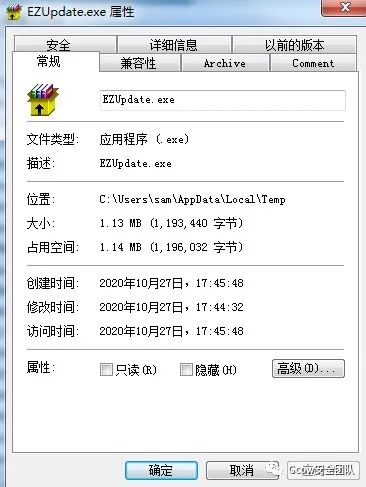 EZUpdate.exe 属性
安全 详细信息 以前的版本
常规 兼容性 Archive Comment
EZUpdate.exe
文件类型: 应用程序 (.exe)
描述: EZUpdate.exe
位置: C:\Users\sam\AppData\Local\Temp
大小: 1.13 MB (1,193,440 字节)
占用空间: 1.14 MB (1,196,032 字节)
创建时间: 2020年10月27日，17:45:48
修改时间: 2020年10月27日，17:44:32
访问时间: 2020年10月27日，17:45:48
属性: 只读(R) 隐藏(H) 高级(D)...
确定 取消 Gcow安全团队